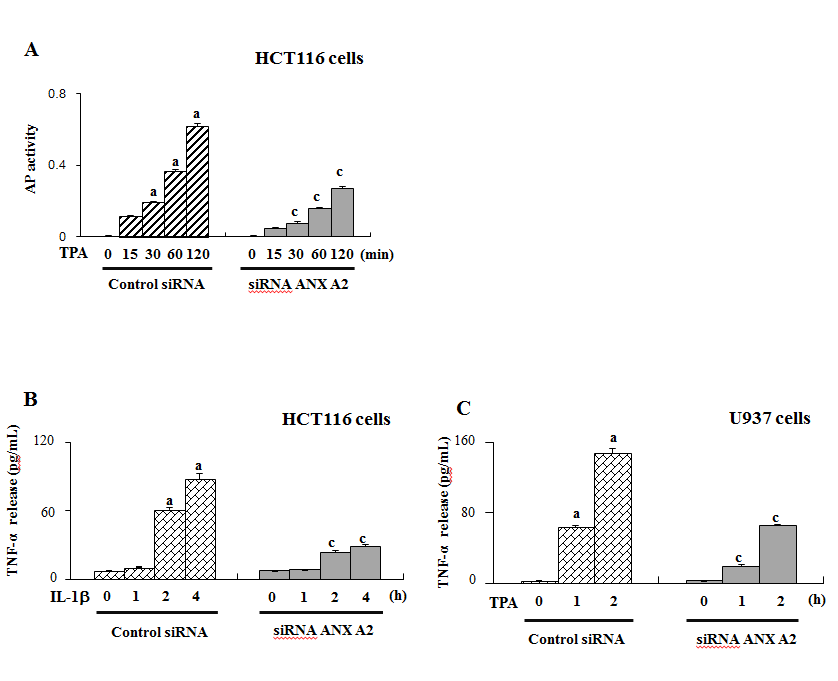 A
HCT116 cells
AP activity
0.8
0.4
0
a
a
a
c
c
c
TPA 0 15 30 60 120 0 15 30 60 120 (min)
Control siRNA siRNA ANX A2
B
HCT116 cells
TNF-α release (pg/mL)
120
60
0
a
a
c
c
IL-1β 0 1 2 4 0 1 2 4 (h)
Control siRNA siRNA ANX A2
C
U937 cells
TNF-α release (pg/mL)
160
80
0
a
a
c
c
TPA 0 1 2 0 1 2 (h)
Control siRNA siRNA ANX A2